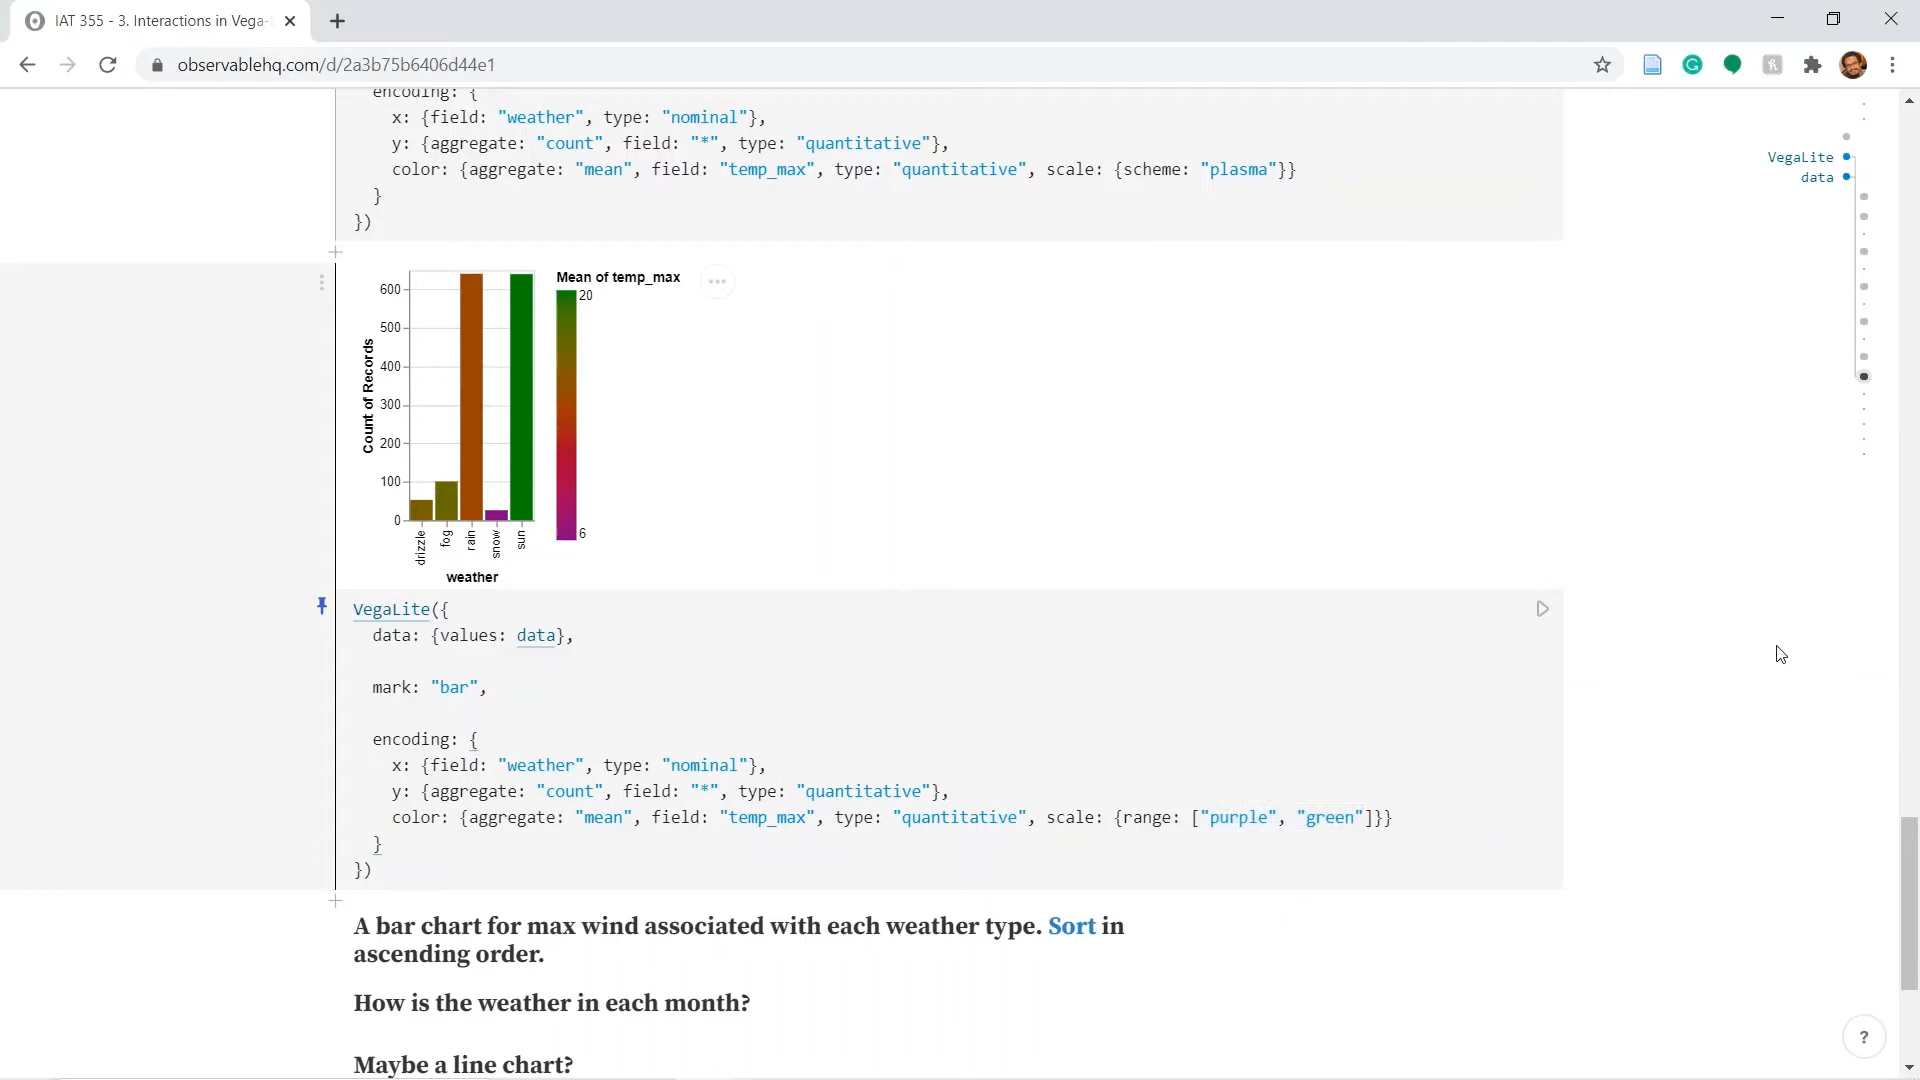 IAT 355 - 3. Interactions in Vega-
observablehq.com/d/2a3b75b6406d44e1
encoding: {
x: {field: "weather", type: "nominal"},
y: {aggregate: "count", field: "*", type: "quantitative"},
color: {aggregate: "mean", field: "temp_max", type: "quantitative", scale: {scheme: "plasma"}}
}
})
VegaLite
data
Mean of temp_max
20
6
600
500
400
300
200
100
0
Count of Records
drizzle
fog
rain
snow
sun
weather
VegaLite({
data: {values: data},
mark: "bar",
encoding: {
x: {field: "weather", type: "nominal"},
y: {aggregate: "count", field: "*", type: "quantitative"},
color: {aggregate: "mean", field: "temp_max", type: "quantitative", scale: {range: ["purple", "green"]}}
}
})
A bar chart for max wind associated with each weather type. Sort in
ascending order.
How is the weather in each month?
Maybe a line chart?
?